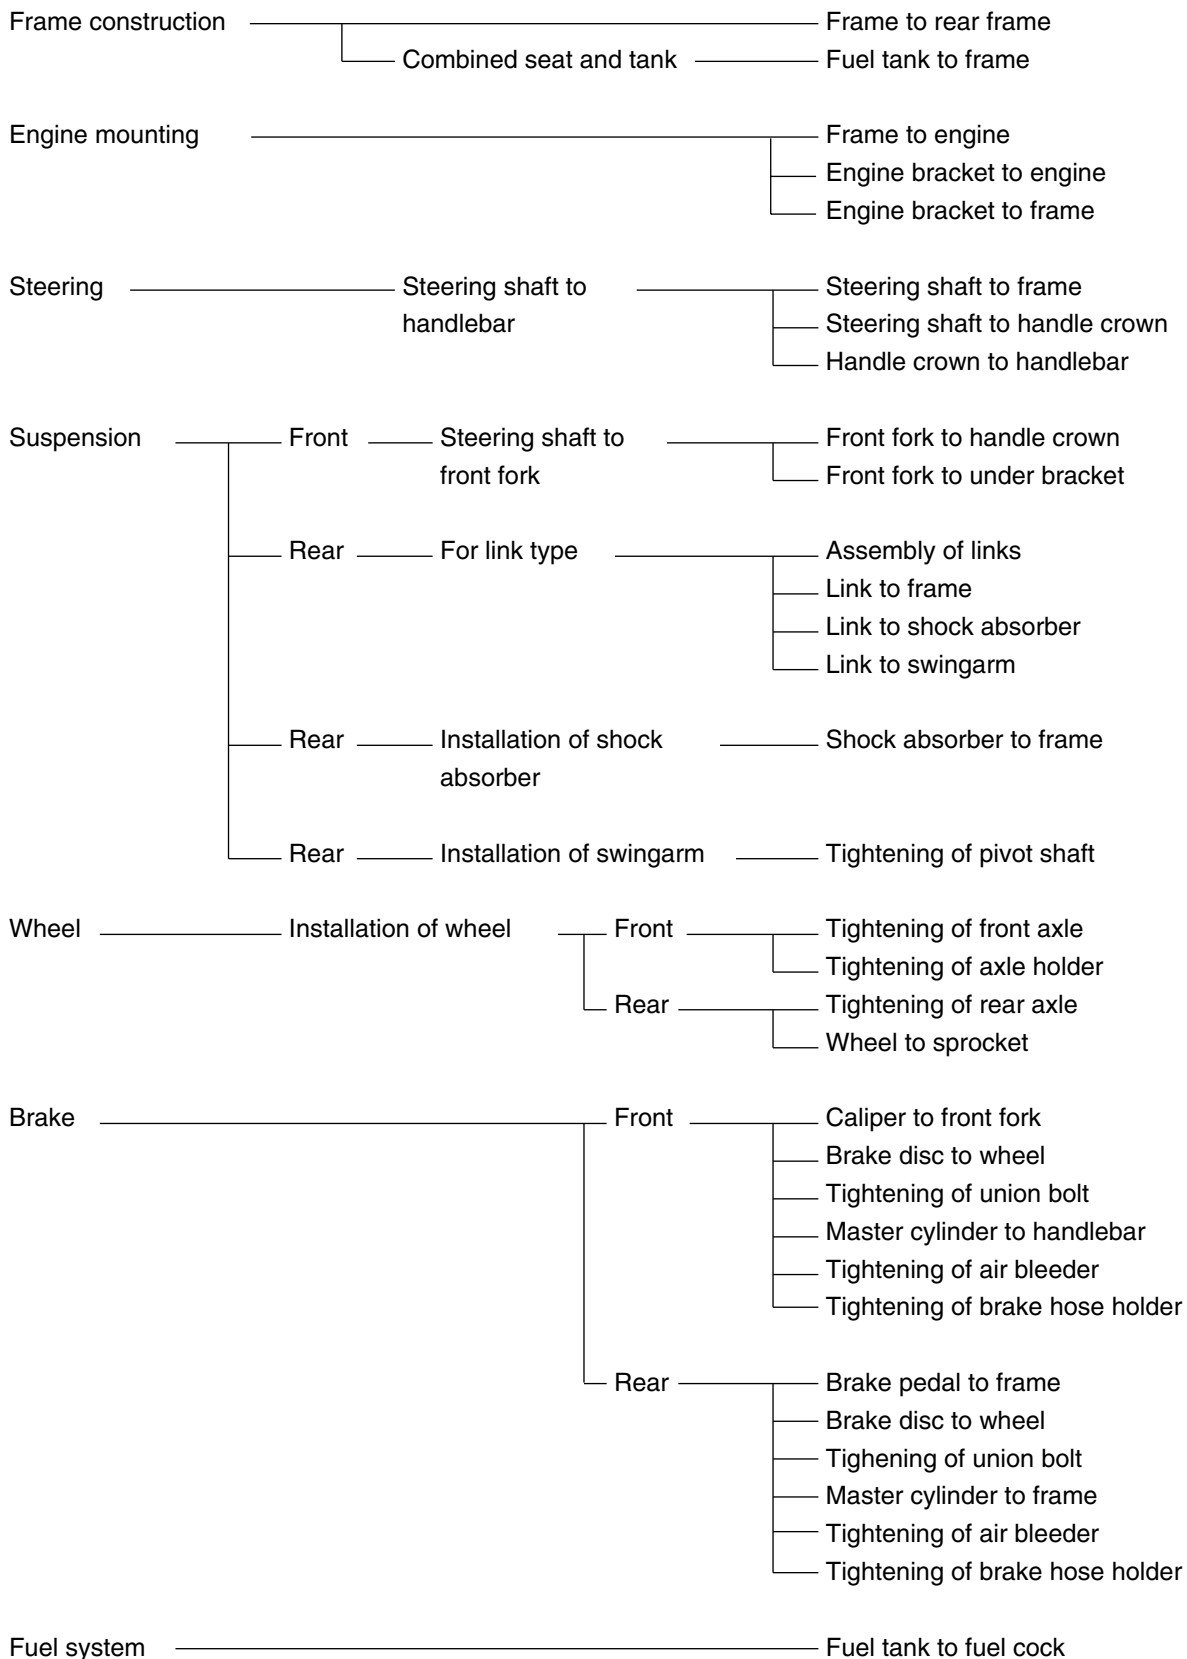 Frame construction Frame to rear frame
Combined seat and tank Fuel tank to frame
Engine mounting Frame to engine
Engine bracket to engine
Engine bracket to frame
Steering Steering shaft to Steering shaft to frame
handlebar Steering shaft to handle crown
Handle crown to handlebar
Suspension Front Steering shaft to Front fork to handle crown
front fork Front fork to under bracket
Rear For link type Assembly of links
Link to frame
Link to shock absorber
Link to swingarm
Rear Installation of shock Shock absorber to frame
absorber
Rear Installation of swingarm Tightening of pivot shaft
Wheel Installation of wheel Front Tightening of front axle
Tightening of axle holder
Rear Tightening of rear axle
Wheel to sprocket
Brake Front Caliper to front fork
Brake disc to wheel
Tightening of union bolt
Master cylinder to handlebar
Tightening of air bleeder
Tightening of brake hose holder
Rear Brake pedal to frame
Brake disc to wheel
Tighening of union bolt
Master cylinder to frame
Tightening of air bleeder
Tightening of brake hose holder
Fuel system Fuel tank to fuel cock